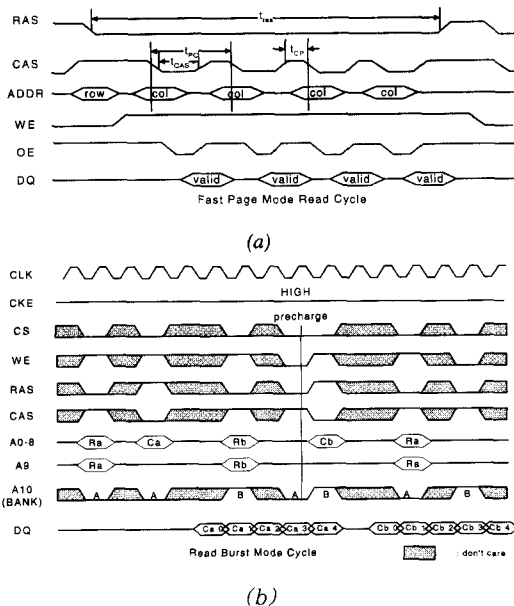 RAS
t_ras
CAS
t_PC
t_CAS
t_CP
ADDR row col col col col
WE
OE
DQ valid valid valid valid
Fast Page Mode Read Cycle
(a)
CLK
CKE HIGH
precharge
CS
WE
RAS
CAS
A0-8 Ra Ca Rb Cb Ra
A9 Ra Rb Ra
A10 (BANK) A A B A B A B
DQ Ca 0 Ca 1 Ca 2 Ca 3 Ca 4 Cb 0 Cb 1 Cb 2 Cb 3 Cb 4
Read Burst Mode Cycle : don't care
(b)